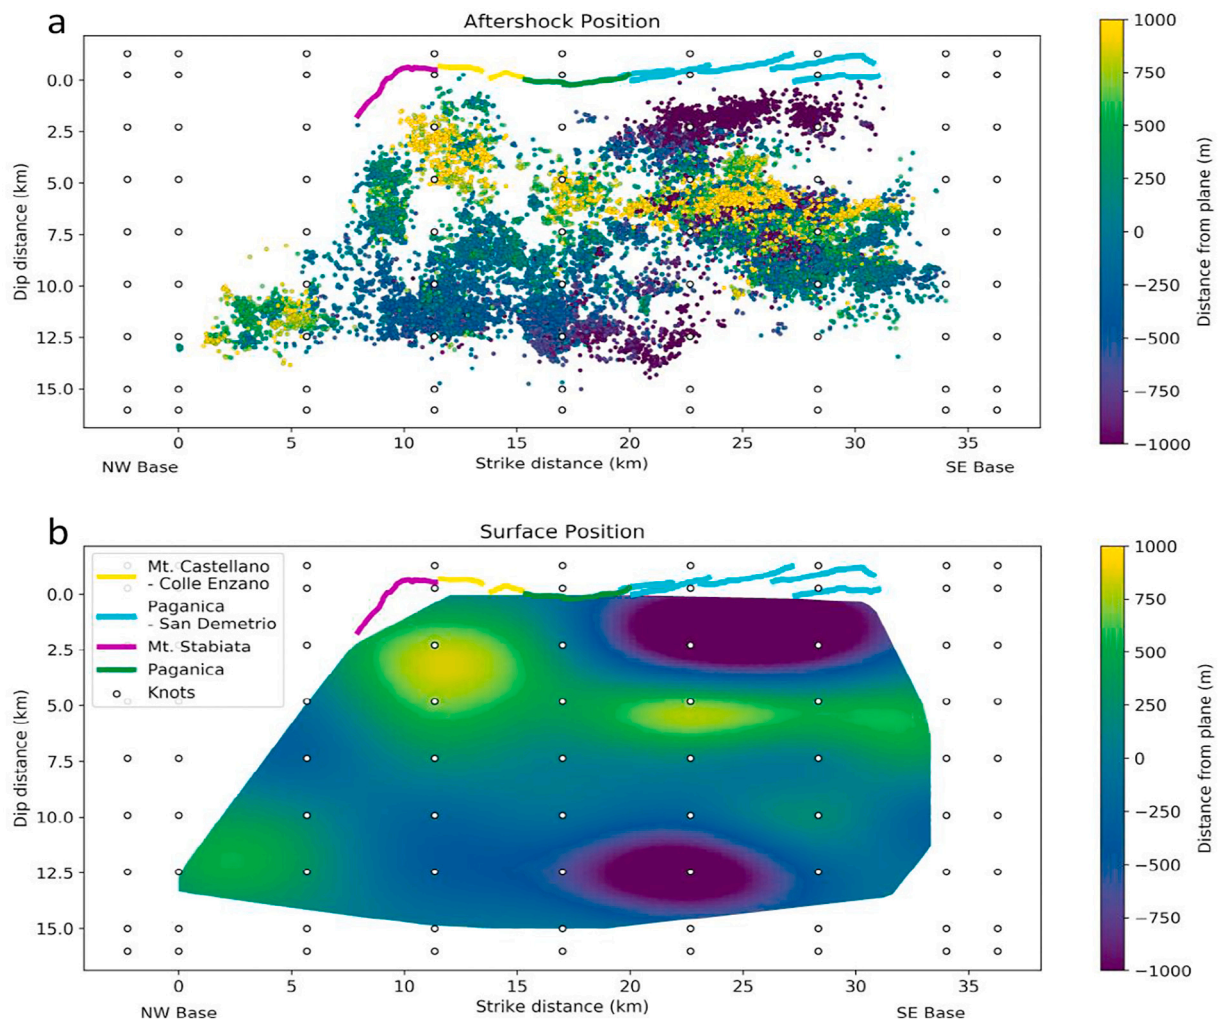 a
Aftershock Position
0.0
2.5
5.0
7.5
10.0
12.5
15.0
Dip distance (km)
0
5
10
15
20
25
30
35
NW Base
Strike distance (km)
SE Base
1000
750
500
250
0
−250
−500
−750
−1000
Distance from plane (m)
b
Surface Position
Mt. Castellano
- Colle Enzano
Paganica
- San Demetrio
Mt. Stabiata
Paganica
Knots
0.0
2.5
5.0
7.5
10.0
12.5
15.0
Dip distance (km)
0
5
10
15
20
25
30
35
NW Base
Strike distance (km)
SE Base
1000
750
500
250
0
−250
−500
−750
−1000
Distance from plane (m)